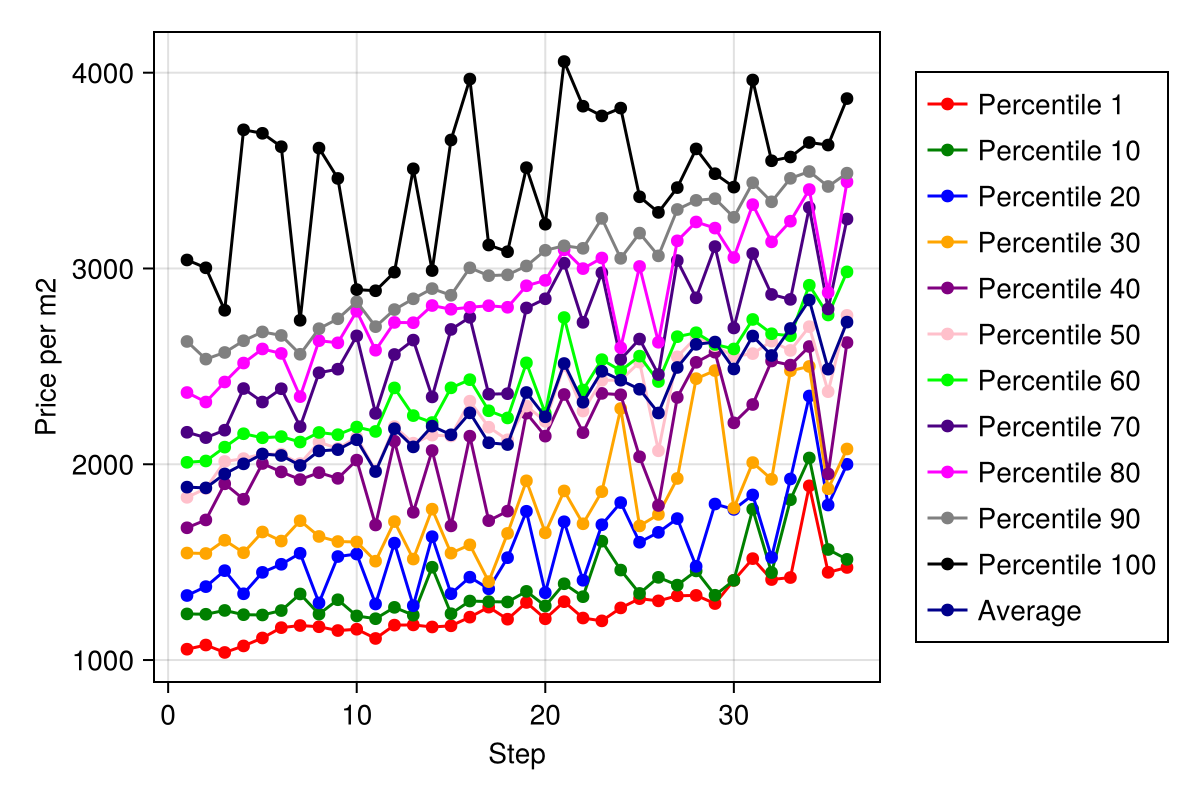 Price per m2
4000
3000
2000
1000
0
10
20
30
Step
Percentile 1
Percentile 10
Percentile 20
Percentile 30
Percentile 40
Percentile 50
Percentile 60
Percentile 70
Percentile 80
Percentile 90
Percentile 100
Average